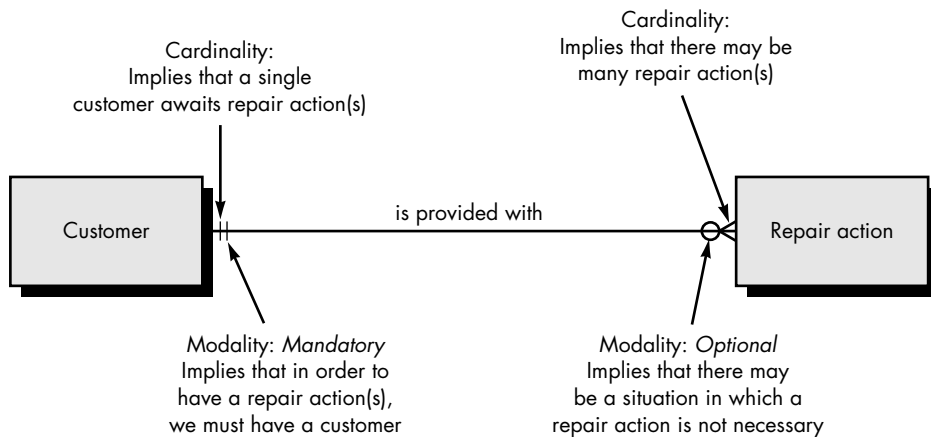 Cardinality:
Implies that a single
customer awaits repair action(s)
Cardinality:
Implies that there may be
many repair action(s)
Customer
is provided with
Repair action
Modality: Mandatory
Implies that in order to
have a repair action(s),
we must have a customer
Modality: Optional
Implies that there may
be a situation in which a
repair action is not necessary